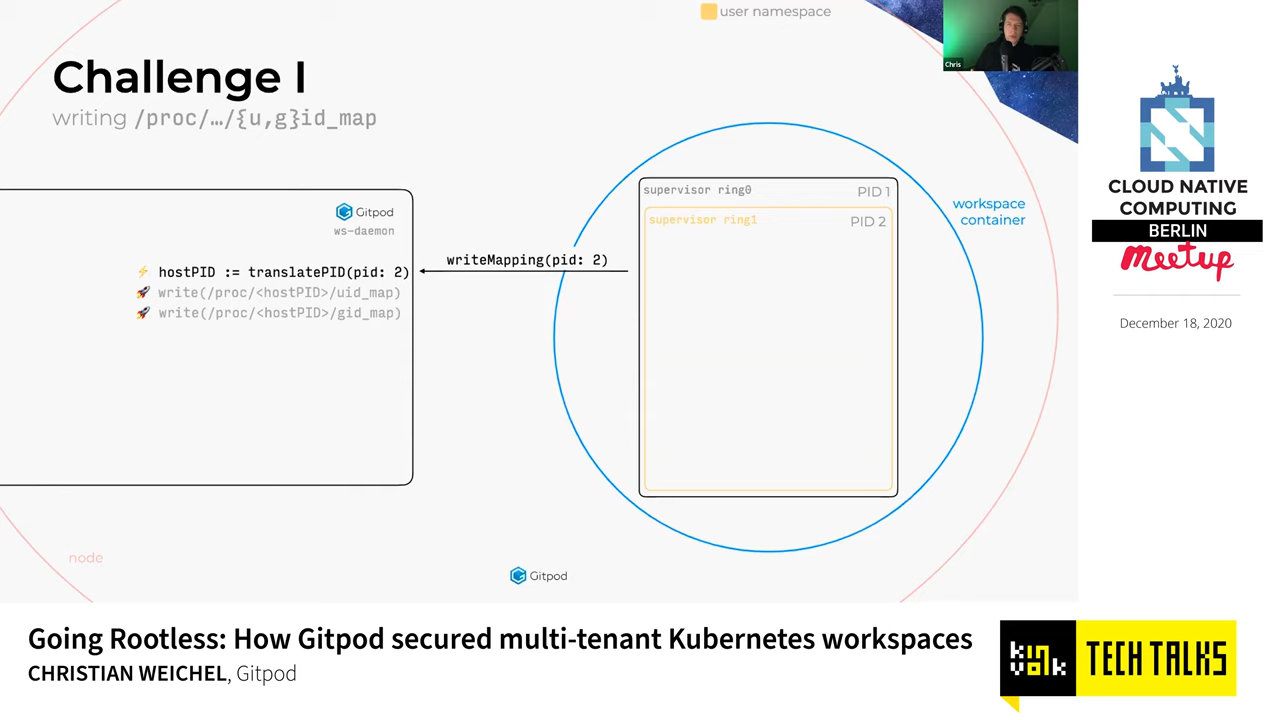 user namespace
Chris
Challenge I
writing /proc/…/{u,g}id_map
Gitpod
ws-daemon
⚡ hostPID := translatePID(pid: 2)
🚀 write(/proc/<hostPID>/uid_map)
🚀 write(/proc/<hostPID>/gid_map)
writeMapping(pid: 2)
supervisor ring0 PID 1
supervisor ring1 PID 2
workspace
container
node
Gitpod
CLOUD NATIVE
COMPUTING
BERLIN
Meetup
December 18, 2020
Going Rootless: How Gitpod secured multi-tenant Kubernetes workspaces
CHRISTIAN WEICHEL, Gitpod
kinvolk
TECH TALKS